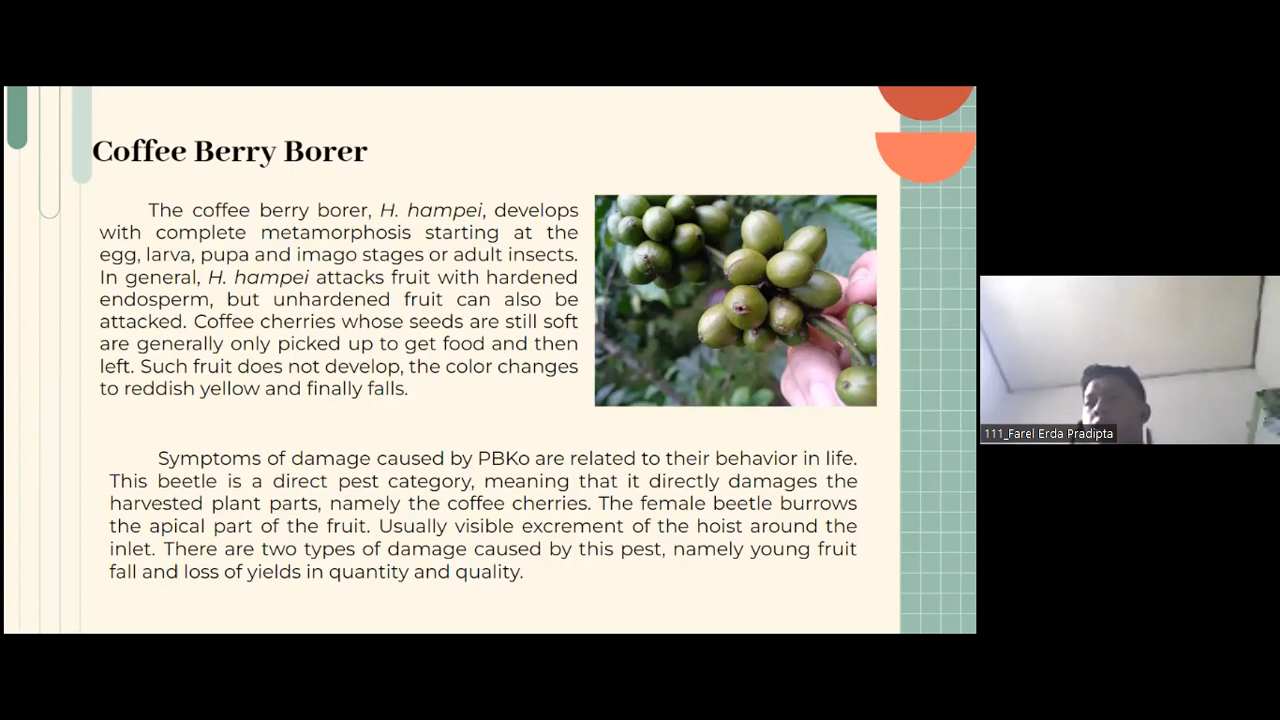 Coffee Berry Borer
The coffee berry borer, H. hampei, develops
with complete metamorphosis starting at the
egg, larva, pupa and imago stages or adult insects.
In general, H. hampei attacks fruit with hardened
endosperm, but unhardened fruit can also be
attacked. Coffee cherries whose seeds are still soft
are generally only picked up to get food and then
left. Such fruit does not develop, the color changes
to reddish yellow and finally falls.
Symptoms of damage caused by PBKo are related to their behavior in life.
This beetle is a direct pest category, meaning that it directly damages the
harvested plant parts, namely the coffee cherries. The female beetle burrows
the apical part of the fruit. Usually visible excrement of the hoist around the
inlet. There are two types of damage caused by this pest, namely young fruit
fall and loss of yields in quantity and quality.
111_Farel Erda Pradipta